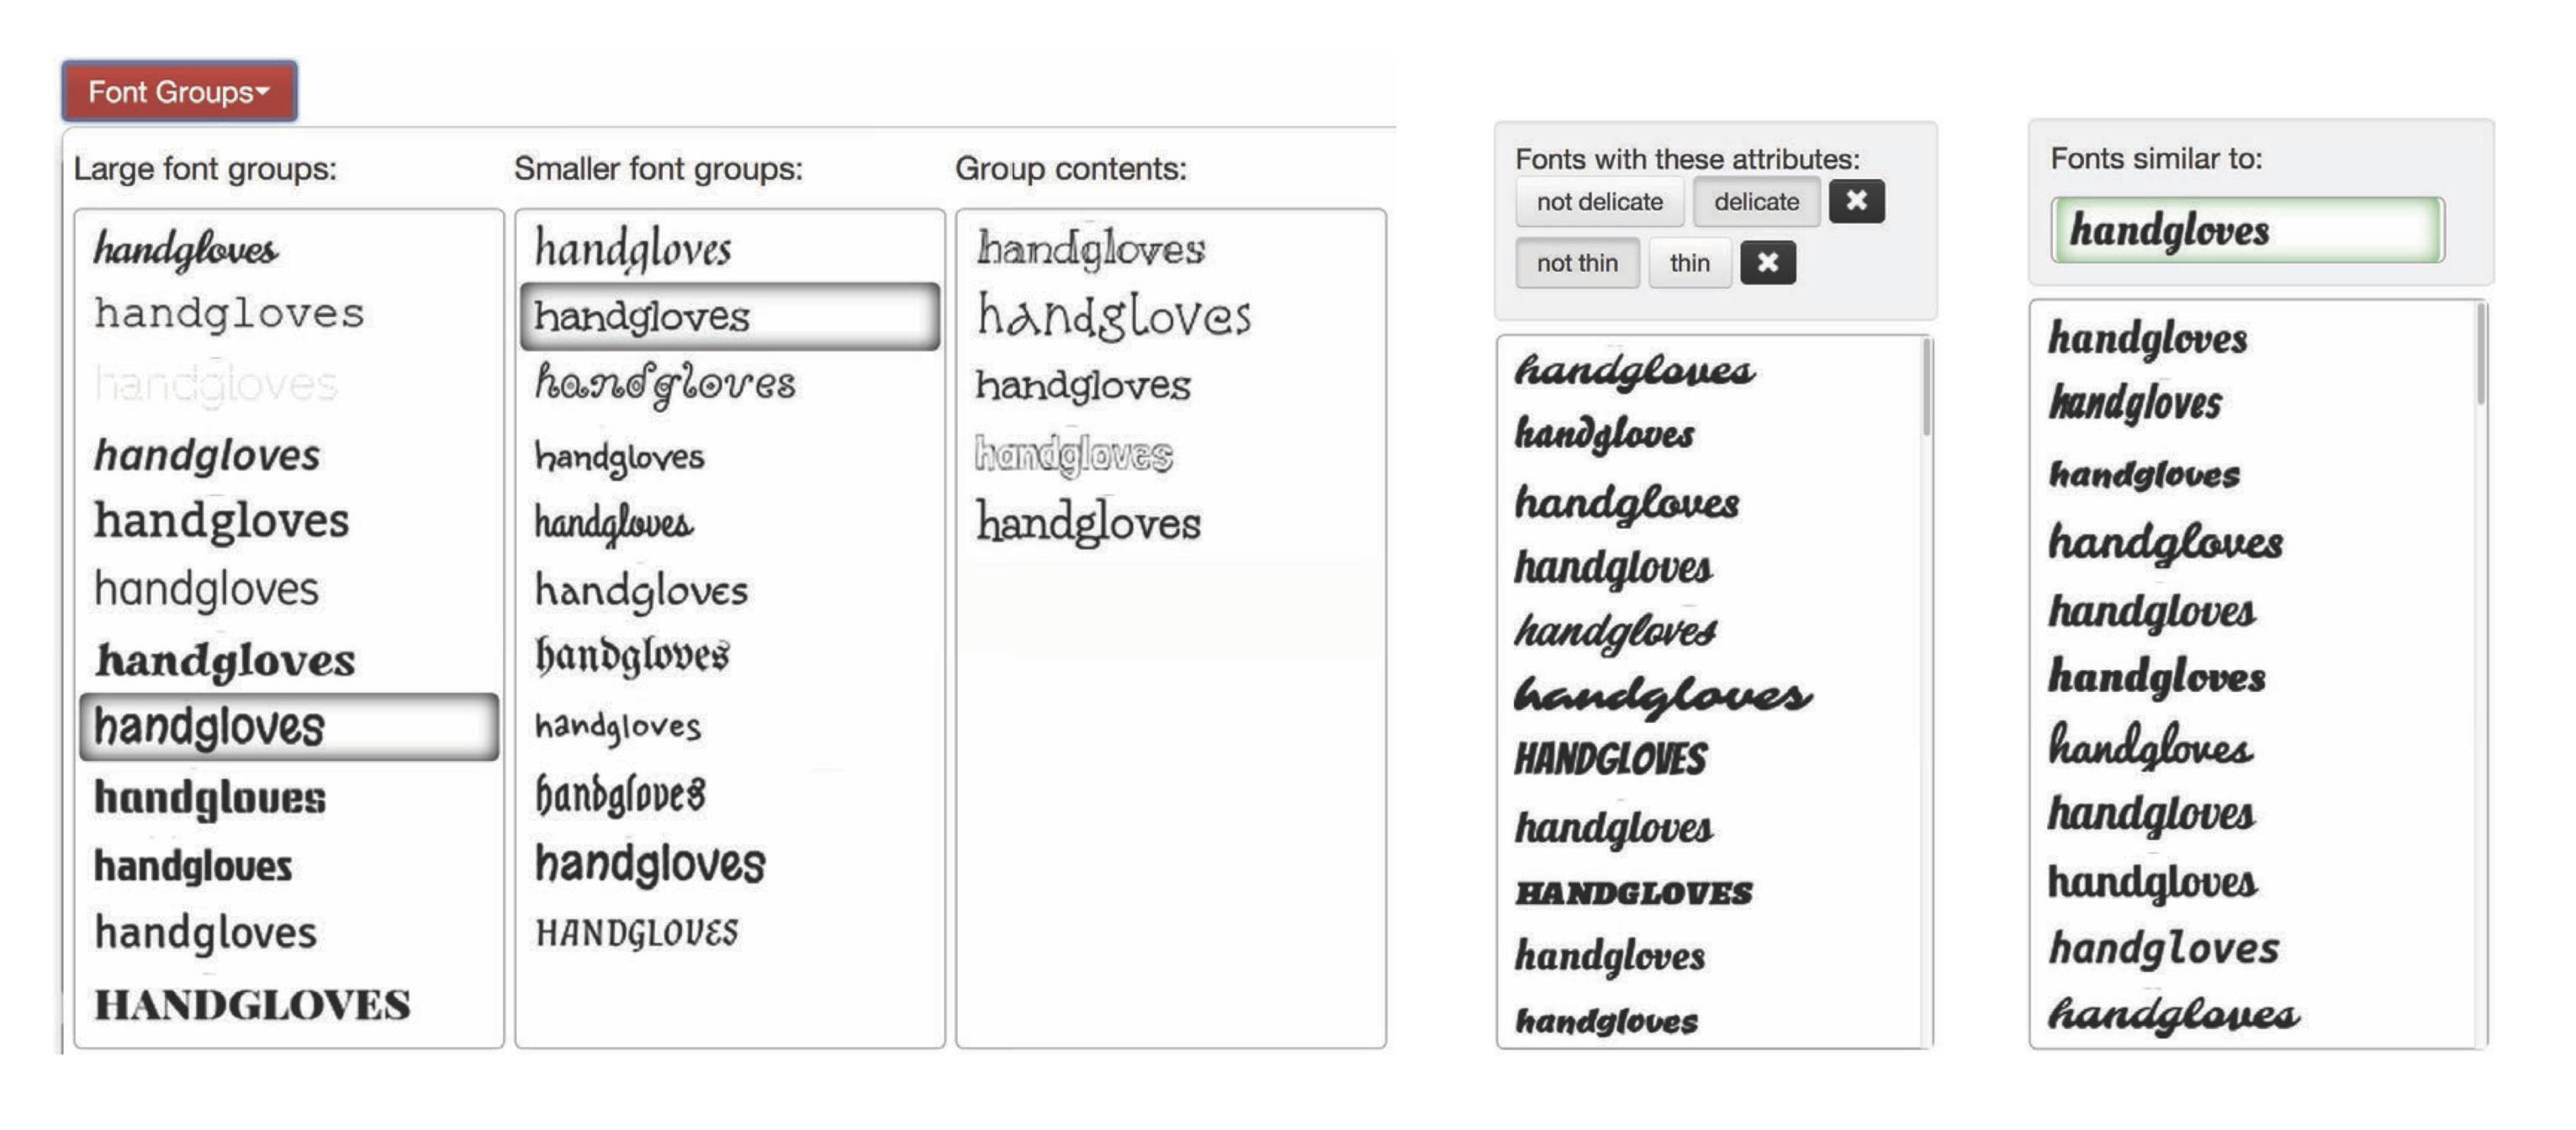 Font Groups
Large font groups:
handgloves
handgloves
handgloves
handgloves
handgloves
handgloves
handgloves
handgloves
handgloves
handgloves
handgloves
HANDGLOVES
Smaller font groups:
handgloves
handgloves
handgloves
handgloves
handgloves
handgloves
handgloves
handgloves
handgloves
handgloves
HANDGLOVES
Group contents:
handgloves
handgloves
handgloves
handgloves
handgloves
Fonts with these attributes:
not delicate delicate
not thin thin
handgloves
handgloves
handgloves
handgloves
handgloves
handgloves
HANDGLOVES
handgloves
HANDGLOVES
handgloves
handgloves
Fonts similar to:
handgloves
handgloves
handgloves
handgloves
handgloves
handgloves
handgloves
handgloves
handgloves
handgloves
handgloves
handgloves